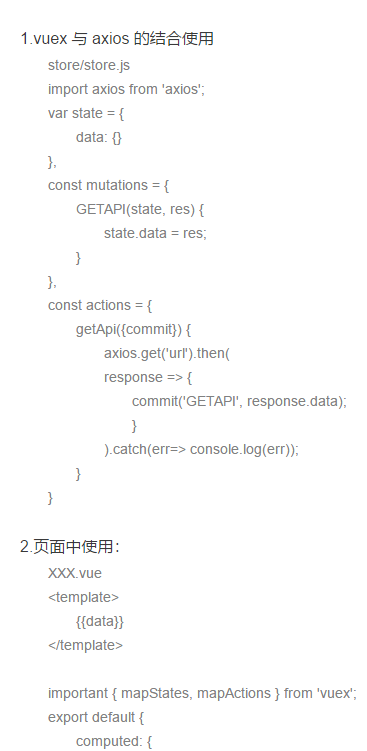 1.vuex 与 axios 的结合使用
store/store.js
import axios from 'axios';
var state = {
data: {}
},
const mutations = {
GETAPI(state, res) {
state.data = res;
}
},
const actions = {
getApi({commit}) {
axios.get('url').then(
response => {
commit('GETAPI', response.data);
}
).catch(err=> console.log(err));
}
}
2.页面中使用：
XXX.vue
<template>
{{data}}
</template>
important { mapStates, mapActions } from 'vuex';
export default {
computed: {